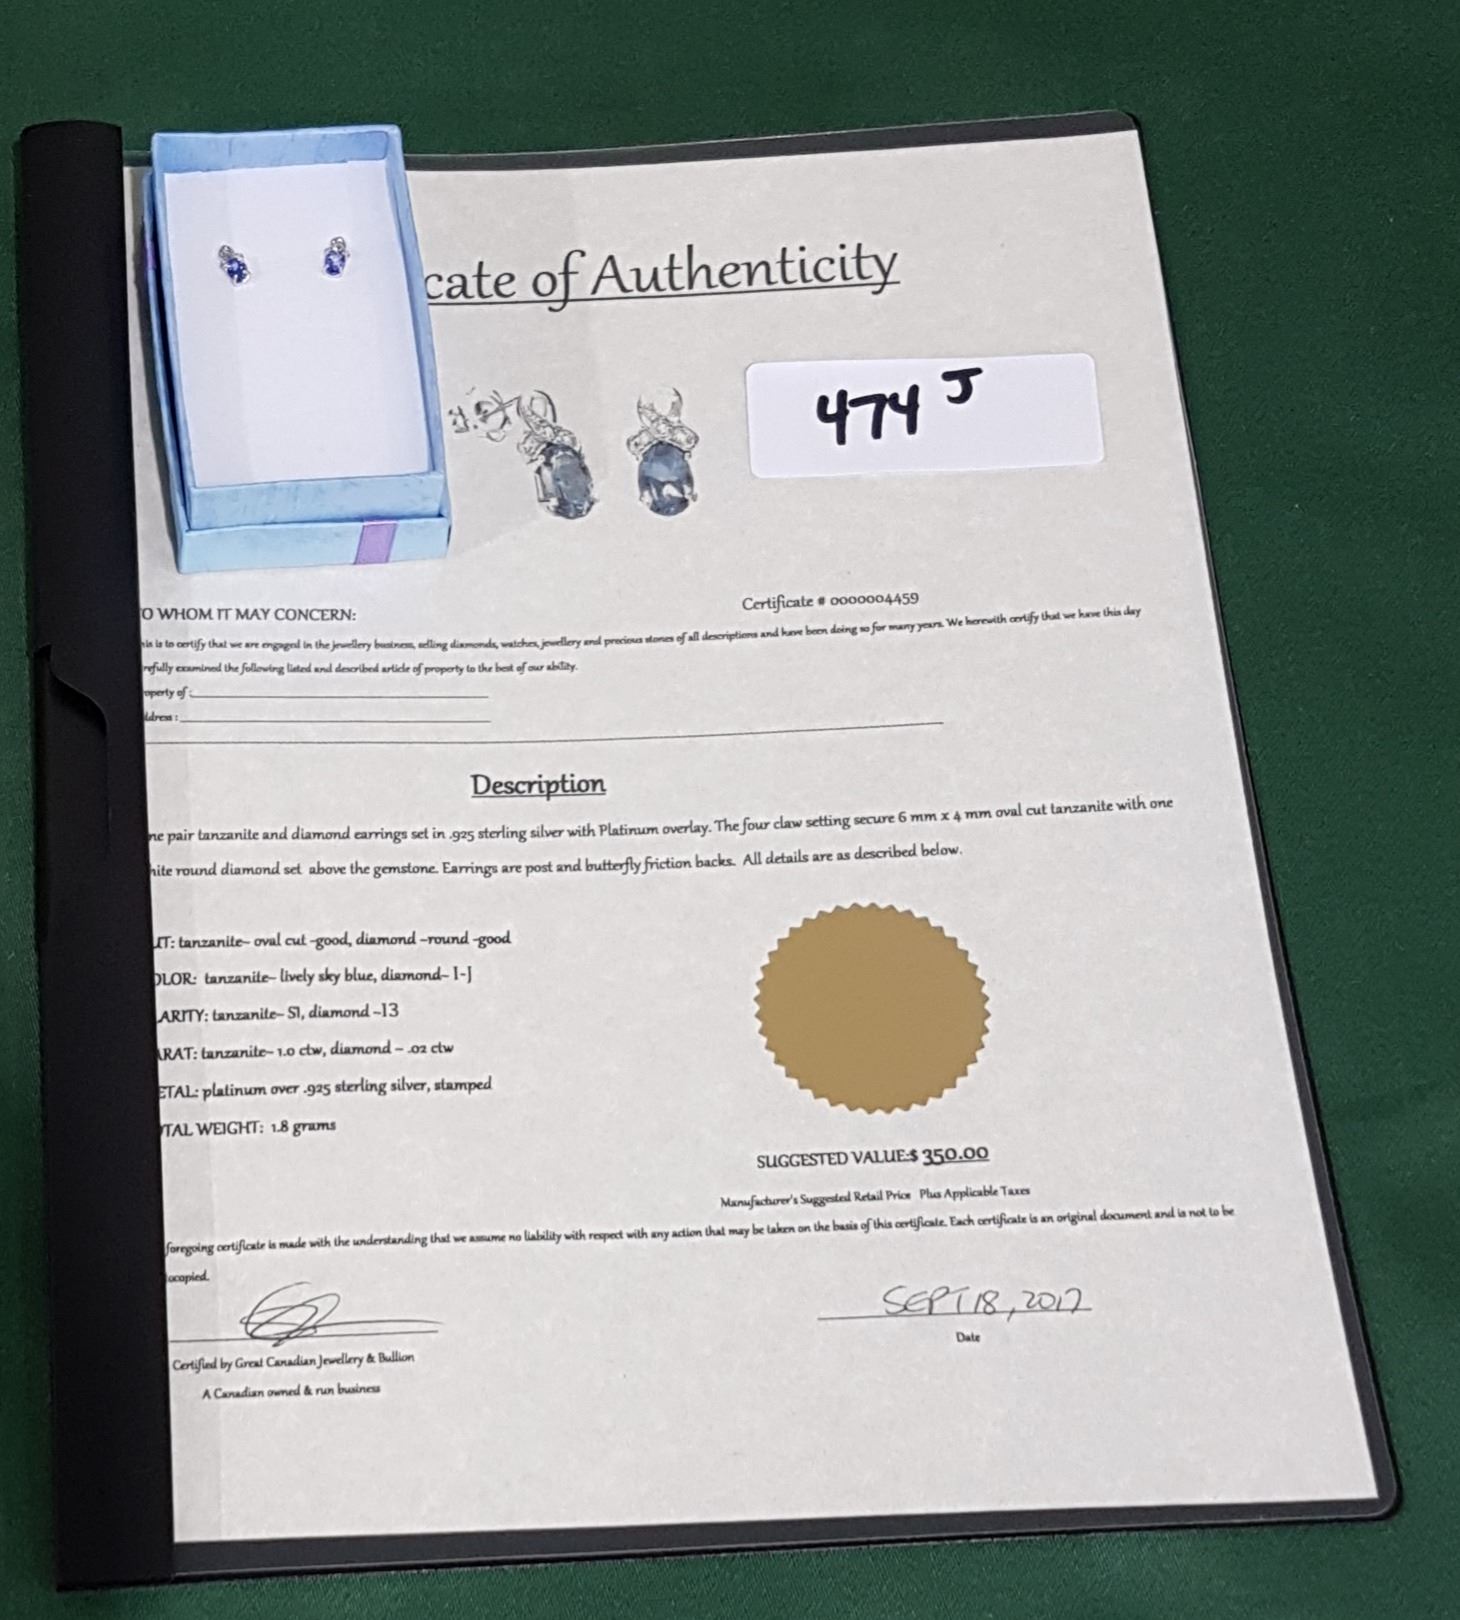 cate of Authenticity
474 J
O WHOM IT MAY CONCERN:
Certificate # 0000004459
his is to certify that we are engaged in the jewellery business, selling diamonds, watches, jewellery and precious stones of all descriptions and have been doing so for many years. We herewith certify that we have this day
refully examined the following listed and described article of property to the best of our ability.
operty of :
ddress :
Description
ne pair tanzanite and diamond earrings set in .925 sterling silver with Platinum overlay. The four claw setting secure 6 mm x 4 mm oval cut tanzanite with one
hite round diamond set above the gemstone. Earrings are post and butterfly friction backs. All details are as described below.
UT: tanzanite- oval cut -good, diamond -round -good
OLOR: tanzanite- lively sky blue, diamond- I-J
ARITY: tanzanite- SI, diamond -I3
ARAT: tanzanite- 1.0 ctw, diamond - .02 ctw
ETAL: platinum over .925 sterling silver, stamped
TAL WEIGHT: 1.8 grams
SUGGESTED VALUE:$ 350.00
Manufacturer's Suggested Retail Price Plus Applicable Taxes
foregoing certificate is made with the understanding that we assume no liability with respect with any action that may be taken on the basis of this certificate. Each certificate is an original document and is not to be
ocopied.
SEPT 18, 2017
Date
Certified by Great Canadian Jewellery & Bullion
A Canadian owned & run business